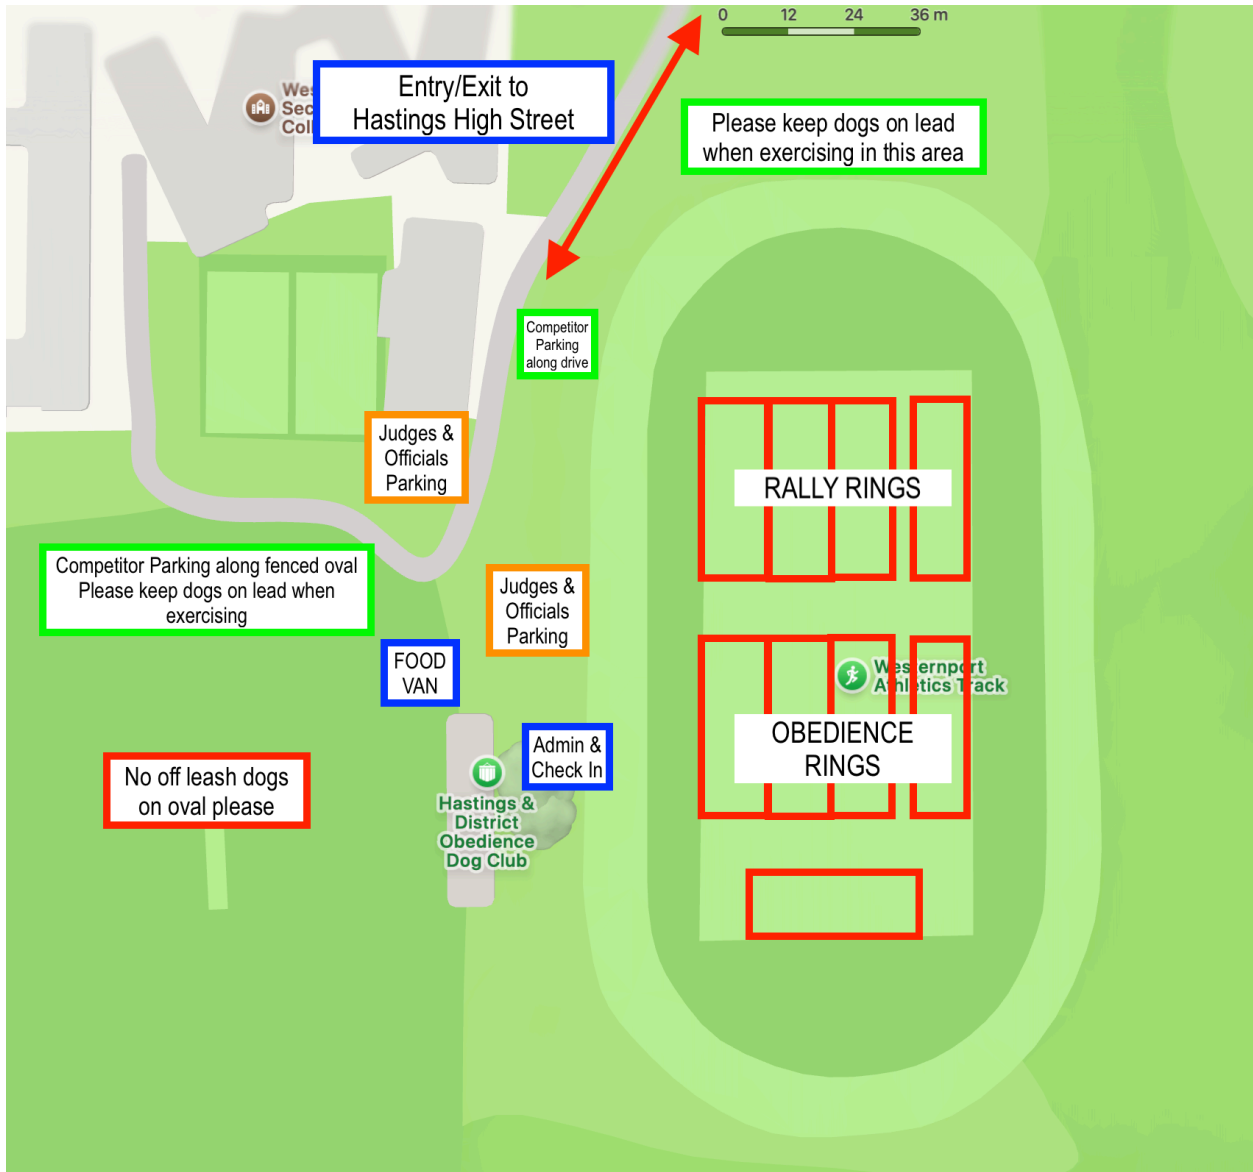 0 12 24 36 m
Entry/Exit to
Hastings High Street
Wes
Sec
Coll
Please keep dogs on lead
when exercising in this area
Competitor
Parking
along drive
Judges &
Officials
Parking
RALLY RINGS
Competitor Parking along fenced oval
Please keep dogs on lead when
exercising
Judges &
Officials
Parking
FOOD
VAN
Westernport
Athletics Track
OBEDIENCE
RINGS
Admin &
Check In
No off leash dogs
on oval please
Hastings &
District
Obedience
Dog Club